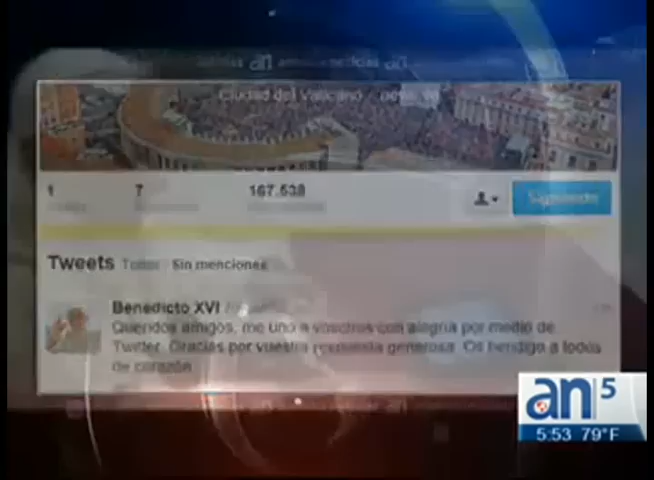 an
Ciudad del Vaticano
1 7 167.538
Siguiendo
Tweets Todos Sin menciones
Benedicto XVI
Queridos amigos, me uno a vosotros con alegría por medio de
Twitter. Gracias por vuestra respuesta generosa. Os bendigo a todos
de corazón
an 5
5:53 79°F